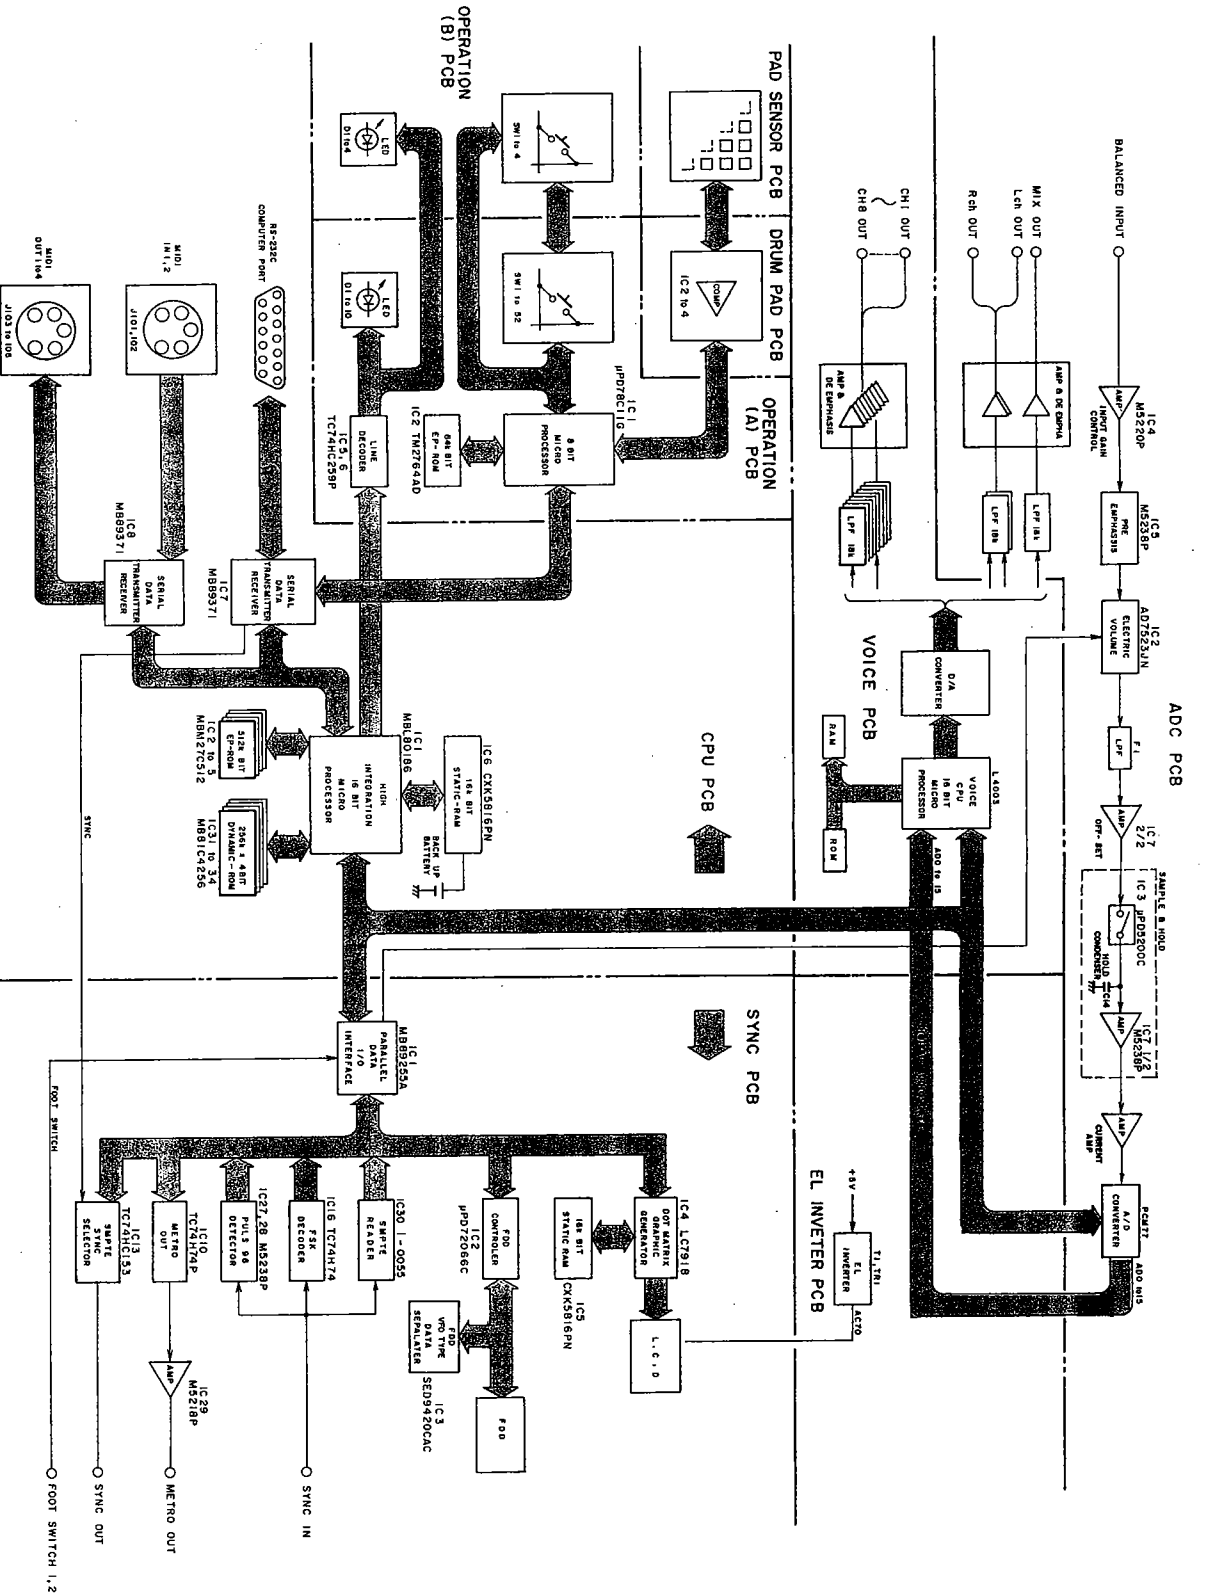 ADC PCB
BALANCED INPUT
IC4
M5220P
AMP
INPUT GAIN
CONTROL
IC5
M5238P
PRE
EMPHASSIS
IC2
AD7523JN
ELECTRIC
VOLUME
F1
LPF
IC7
2/2
AMP
OFF-SET
SAMPLE & HOLD
IC3
µPD5200C
HOLD
CONDENSER
C14
IC7 1/2
M5238P
AMP
AMP
CURRENT
AMP
PCM77
A/D
CONVERTER
AD0 to15
MIX OUT
Lch OUT
Rch OUT
AMP & DE EMPHA
LPF 18k
LPF 18k
CH1 OUT
CH8 OUT
AMP &
DE EMPHASIS
LPF 18k
VOICE PCB
D/A
CONVERTER
L4003
VOICE
CPU
16 BIT
MICRO
PROCESSOR
AD0 to 15
RAM
ROM
EL INVETER PCB
+5V
T1, TR1
EL
INVERTER
AC70
PAD SENSOR PCB
DRUM PAD PCB
COMP
IC2 to 4
OPERATION
(A) PCB
OPERATION
(B) PCB
SW1 to 4
SW1 to 52
IC1
µPD78C11G
8 BIT
MICRO
PROCESSOR
64k BIT
EP-ROM
IC2 TM2764AD
LED
D1 to 4
LED
D1 to 10
LINE
DECODER
IC5,6
TC74HC259P
CPU PCB
SYNC PCB
RS-232C
COMPUTER PORT
IC7
MB89371
SERIAL
DATA
TRANSMITTER
RECEIVER
MIDI
IN1,2
J101,102
IC8
MB89371
SERIAL
DATA
TRANSMITTER
RECEIVER
MIDI
OUT 1 to 4
J103 to 106
SYNC
IC1
MBL80186
HIGH
INTEGRATION
16 BIT
MICRO
PROCESSOR
IC6 CXK5816PN
16k BIT
STATIC-RAM
BACK UP
BATTERY
512k BIT
EP-ROM
IC2 to 5
MBM27C512
256k x 4BIT
DYNAMIC-ROM
IC31 to 34
MB81C4256
IC1
MB89255A
PARALLEL
DATA
I/O
INTERFACE
FOOT SWITCH
IC4 LC7918
DOT MATRIX
GRAPHIC
GENERATOR
L.C.D
16k BIT
STATIC RAM
IC5
CXK5816PN
FDD
CONTROLER
IC2
µPD72066C
FDD
VFO TYPE
DATA
SEPALATER
IC3
SED9420CAC
FDD
IC30 1-0055
SMPTE
READER
IC16 TC74H74
FSK
DECODER
IC27,28 M5238P
PULS 96
DETECTOR
IC10
TC74H74P
METRO
OUT
IC13
TC74HC153
SMPTE
SYNC
SELECTOR
IC29
M5218P
AMP
SYNC IN
METRO OUT
SYNC OUT
FOOT SWITCH 1,2